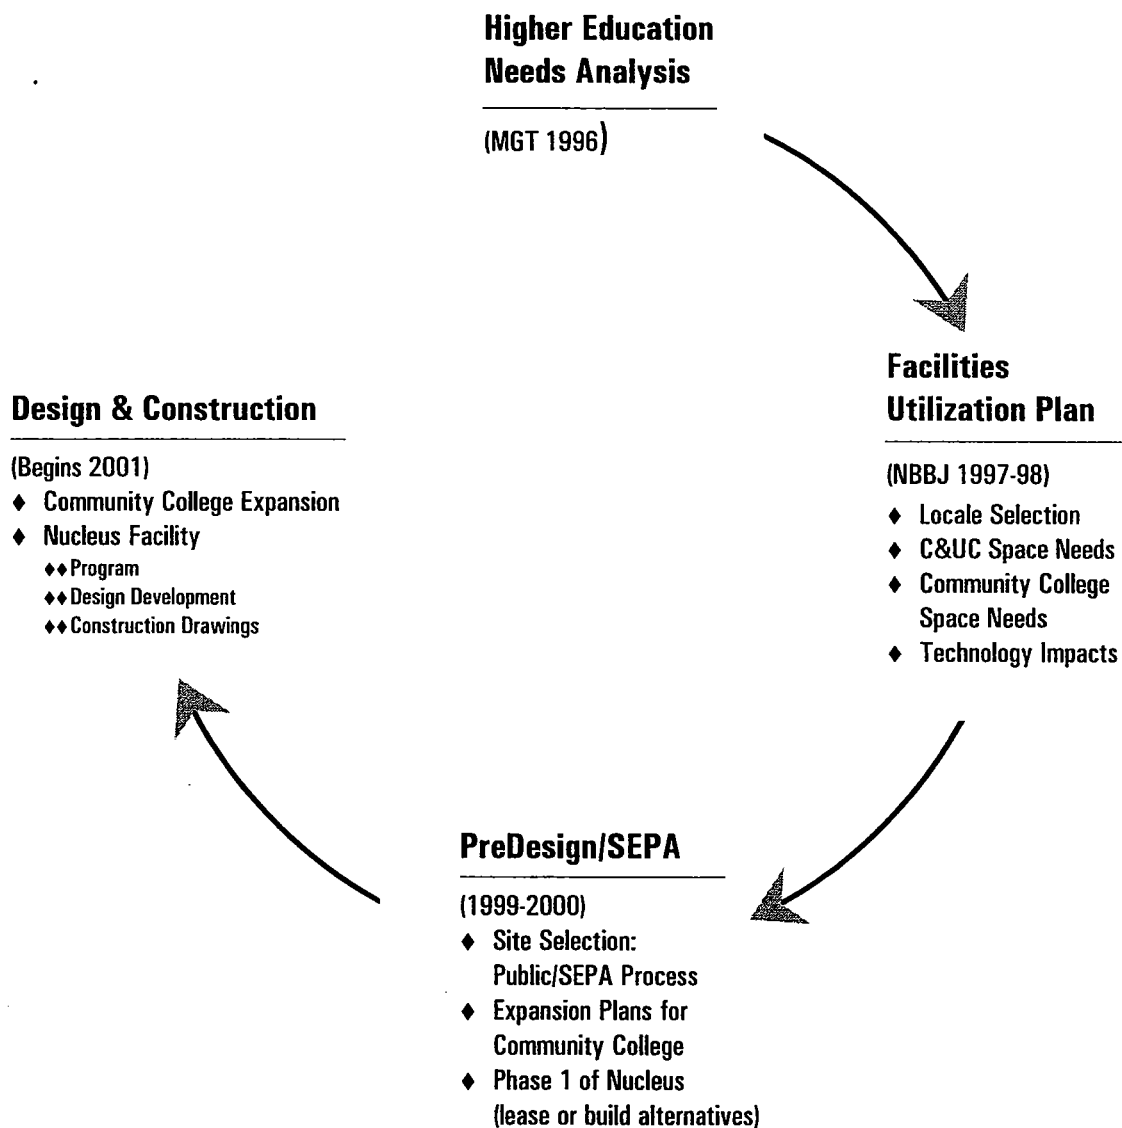 Higher Education
Needs Analysis
(MGT 1996)
Facilities
Utilization Plan
(NBBJ 1997-98)
♦ Locale Selection
♦ C&UC Space Needs
♦ Community College
Space Needs
♦ Technology Impacts
PreDesign/SEPA
(1999-2000)
♦ Site Selection:
Public/SEPA Process
♦ Expansion Plans for
Community College
♦ Phase 1 of Nucleus
(lease or build alternatives)
Design & Construction
(Begins 2001)
♦ Community College Expansion
♦ Nucleus Facility
♦♦Program
♦♦Design Development
♦♦Construction Drawings